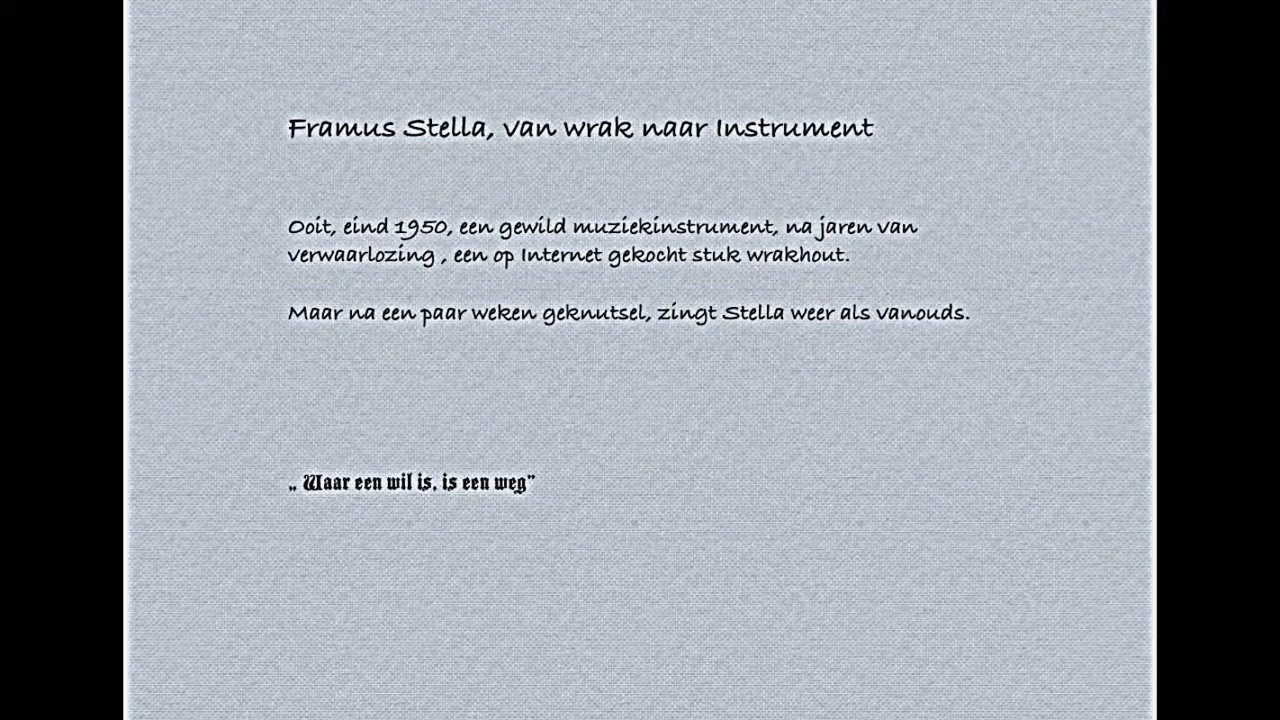 Framus Stella, van wrak naar Instrument
Ooit, eind 1950, een gewild muziekinstrument, na jaren van
verwaarlozing , een op Internet gekocht stuk wrakhout.
Maar na een paar weken geknutsel, zingt Stella weer als vanouds.
„ Waar een wil is, is een weg”